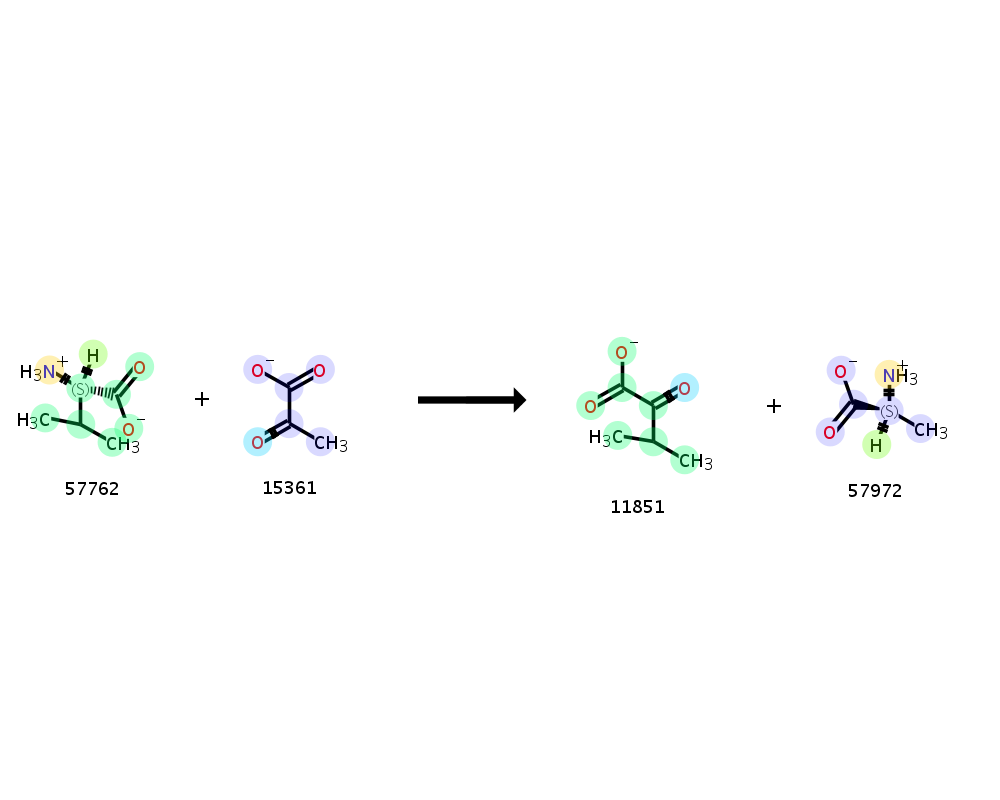 H3N+ H (S) O O− H3C CH3
57762
+
O− O O CH3
15361
O− O O H3C CH3
11851
+
O− O NH3+ (S) H CH3
57972